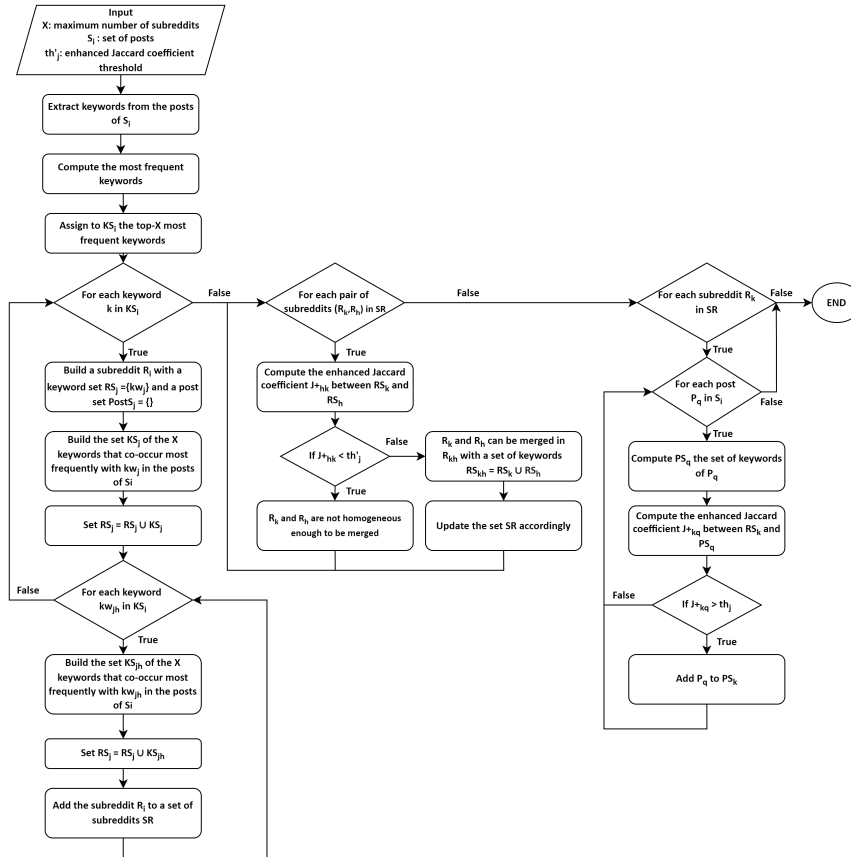 Input
X: maximum number of subreddits
Sᵢ : set of posts
th'ⱼ: enhanced Jaccard coefficient
threshold
Extract keywords from the posts
of Sᵢ
Compute the most frequent
keywords
Assign to KSᵢ the top-X most
frequent keywords
For each keyword
k in KSᵢ
False
True
Build a subreddit Rᵢ with a
keyword set RSⱼ ={kwⱼ} and a post
set PostSⱼ = {}
Build the set KSⱼ of the X
keywords that co-occur most
frequently with kwⱼ in the posts
of Si
Set RSⱼ = RSⱼ ∪ KSⱼ
For each keyword
kwⱼₕ in KSᵢ
False
True
Build the set KSⱼₕ of the X
keywords that co-occur most
frequently with kwⱼₕ in the posts
of Si
Set RSⱼ = RSⱼ ∪ KSⱼₕ
Add the subreddit Rᵢ to a set of
subreddits SR
For each pair of
subreddits (Rₖ,Rₕ) in SR
False
True
Compute the enhanced Jaccard
coefficient J+ₕₖ between RSₖ and
RSₕ
If J+ₕₖ < th'ⱼ
False
True
Rₖ and Rₕ are not homogeneous
enough to be merged
Rₖ and Rₕ can be merged in
Rₖₕ with a set of keywords
RSₖₕ = RSₖ ∪ RSₕ
Update the set SR accordingly
For each subreddit Rₖ
in SR
False
True
END
For each post
P_q in Sᵢ
False
True
Compute PS_q the set of keywords
of P_q
Compute the enhanced Jaccard
coefficient J+_kq between RSₖ and
PS_q
If J+_kq > thⱼ
False
True
Add P_q to PSₖ